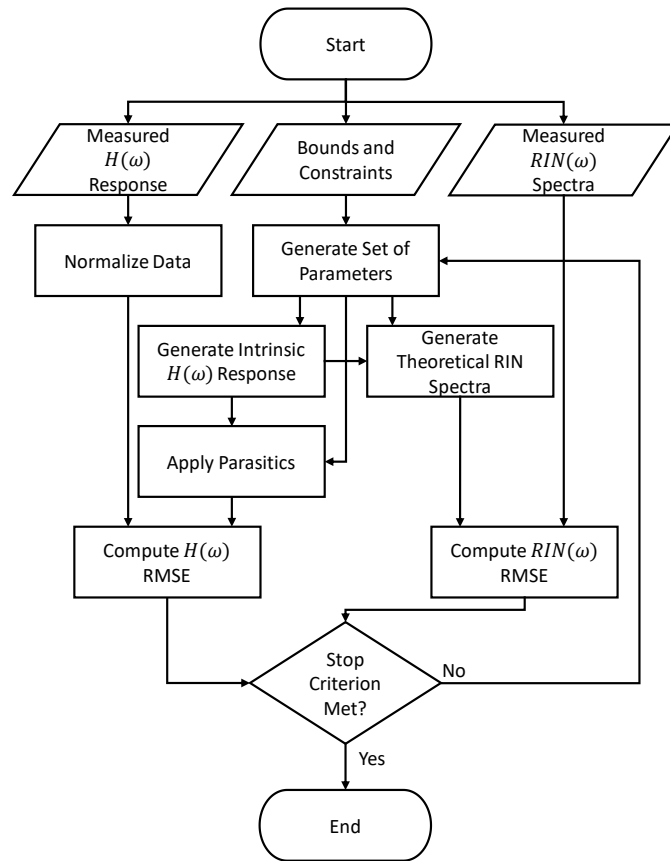 Start
Measured
H(ω)
Response
Bounds and
Constraints
Measured
RIN(ω)
Spectra
Normalize Data
Generate Set of
Parameters
Generate Intrinsic
H(ω) Response
Generate
Theoretical RIN
Spectra
Apply Parasitics
Compute H(ω)
RMSE
Compute RIN(ω)
RMSE
Stop
Criterion
Met?
No
Yes
End